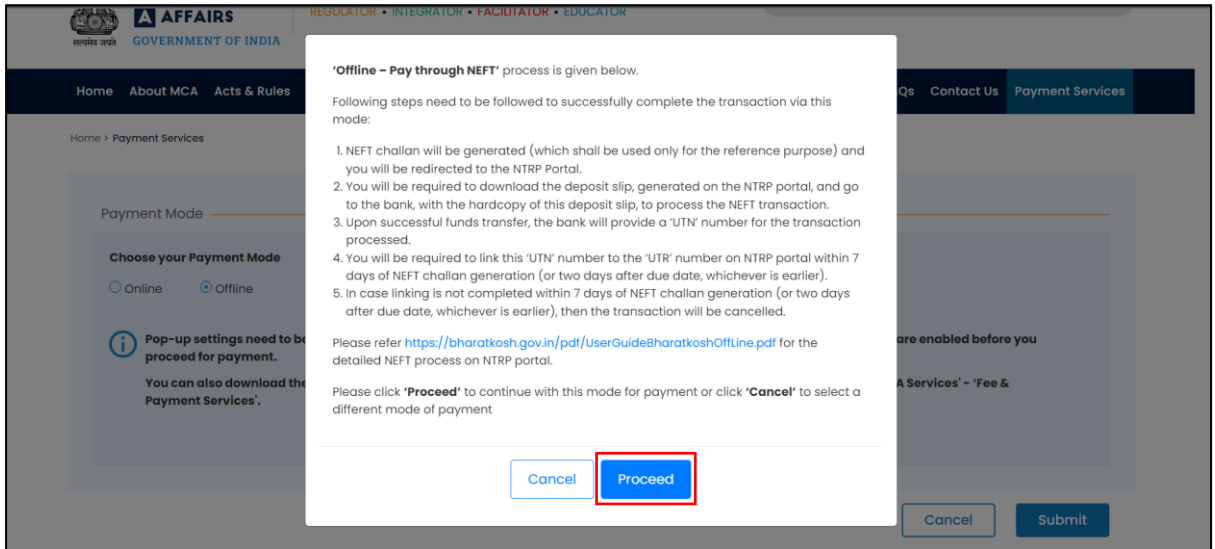 AFFAIRS
REGULATOR • INTEGRATOR • FACILITATOR • EDUCATOR
सत्यमेव जयते
GOVERNMENT OF INDIA
Home About MCA Acts & Rules
Qs Contact Us Payment Services
Home > Payment Services
Payment Mode
Choose your Payment Mode
Online Offline
Pop-up settings need to be
are enabled before you
proceed for payment.
You can also download the
A Services' - 'Fee &
Payment Services'.
'Offline – Pay through NEFT' process is given below.
Following steps need to be followed to successfully complete the transaction via this
mode:
1. NEFT challan will be generated (which shall be used only for the reference purpose) and
you will be redirected to the NTRP Portal.
2. You will be required to download the deposit slip, generated on the NTRP portal, and go
to the bank, with the hardcopy of this deposit slip, to process the NEFT transaction.
3. Upon successful funds transfer, the bank will provide a 'UTN' number for the transaction
processed.
4. You will be required to link this 'UTN' number to the 'UTR' number on NTRP portal within 7
days of NEFT challan generation (or two days after due date, whichever is earlier).
5. In case linking is not completed within 7 days of NEFT challan generation (or two days
after due date, whichever is earlier), then the transaction will be cancelled.
Please refer https://bharatkosh.gov.in/pdf/UserGuideBharatkoshOffLine.pdf for the
detailed NEFT process on NTRP portal.
Please click 'Proceed' to continue with this mode for payment or click 'Cancel' to select a
different mode of payment
Cancel Proceed
Cancel Submit